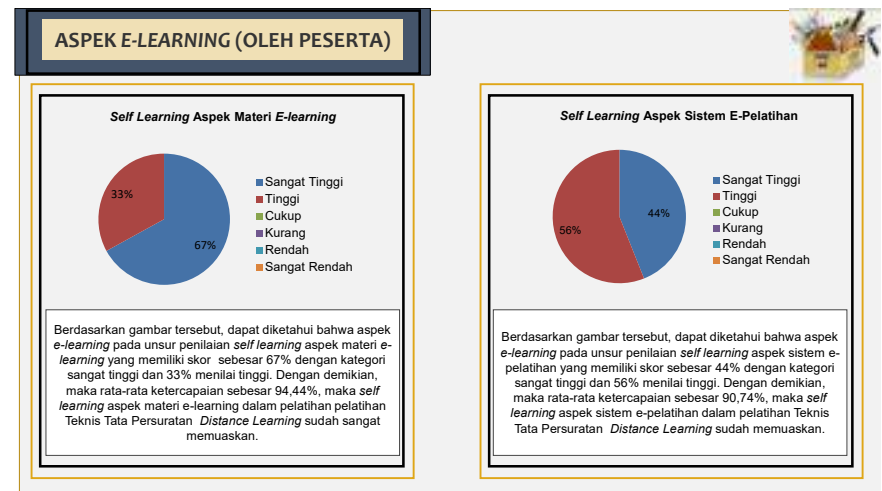 ASPEK E-LEARNING (OLEH PESERTA)
Self Learning Aspek Materi E-learning
33%
67%
Sangat Tinggi
Tinggi
Cukup
Kurang
Rendah
Sangat Rendah
Berdasarkan gambar tersebut, dapat diketahui bahwa aspek
e-learning pada unsur penilaian self learning aspek materi e-
learning yang memiliki skor sebesar 67% dengan kategori
sangat tinggi dan 33% menilai tinggi. Dengan demikian,
maka rata-rata ketercapaian sebesar 94,44%, maka self
learning aspek materi e-learning dalam pelatihan pelatihan
Teknis Tata Persuratan Distance Learning sudah sangat
memuaskan.
Self Learning Aspek Sistem E-Pelatihan
44%
56%
Sangat Tinggi
Tinggi
Cukup
Kurang
Rendah
Sangat Rendah
Berdasarkan gambar tersebut, dapat diketahui bahwa aspek
e-learning pada unsur penilaian self learning aspek sistem e-
pelatihan yang memiliki skor sebesar 44% dengan kategori
sangat tinggi dan 56% menilai tinggi. Dengan demikian,
maka rata-rata ketercapaian sebesar 90,74%, maka self
learning aspek sistem e-pelatihan dalam pelatihan Teknis
Tata Persuratan Distance Learning sudah memuaskan.